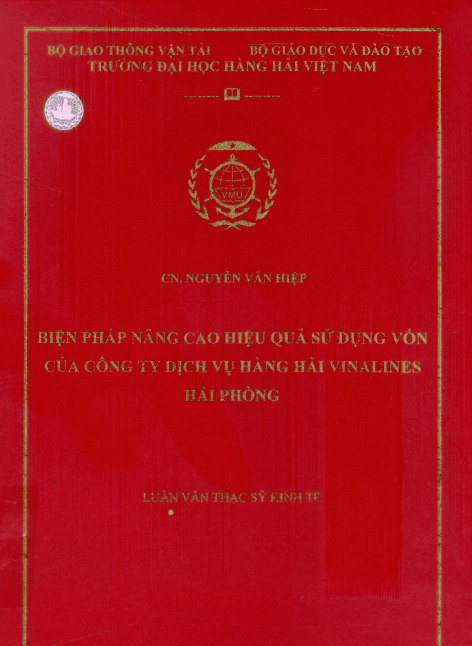 BỘ GIAO THÔNG VẬN TẢI BỘ GIÁO DỤC VÀ ĐÀO TẠO
TRƯỜNG ĐẠI HỌC HÀNG HẢI VIỆT NAM
VMU
CN. NGUYỄN VĂN HIỆP
BIỆN PHÁP NÂNG CAO HIỆU QUẢ SỬ DỤNG VỐN
CỦA CÔNG TY DỊCH VỤ HÀNG HẢI VINALINES
HẢI PHÒNG
LUẬN VĂN THẠC SỸ KINH TẾ